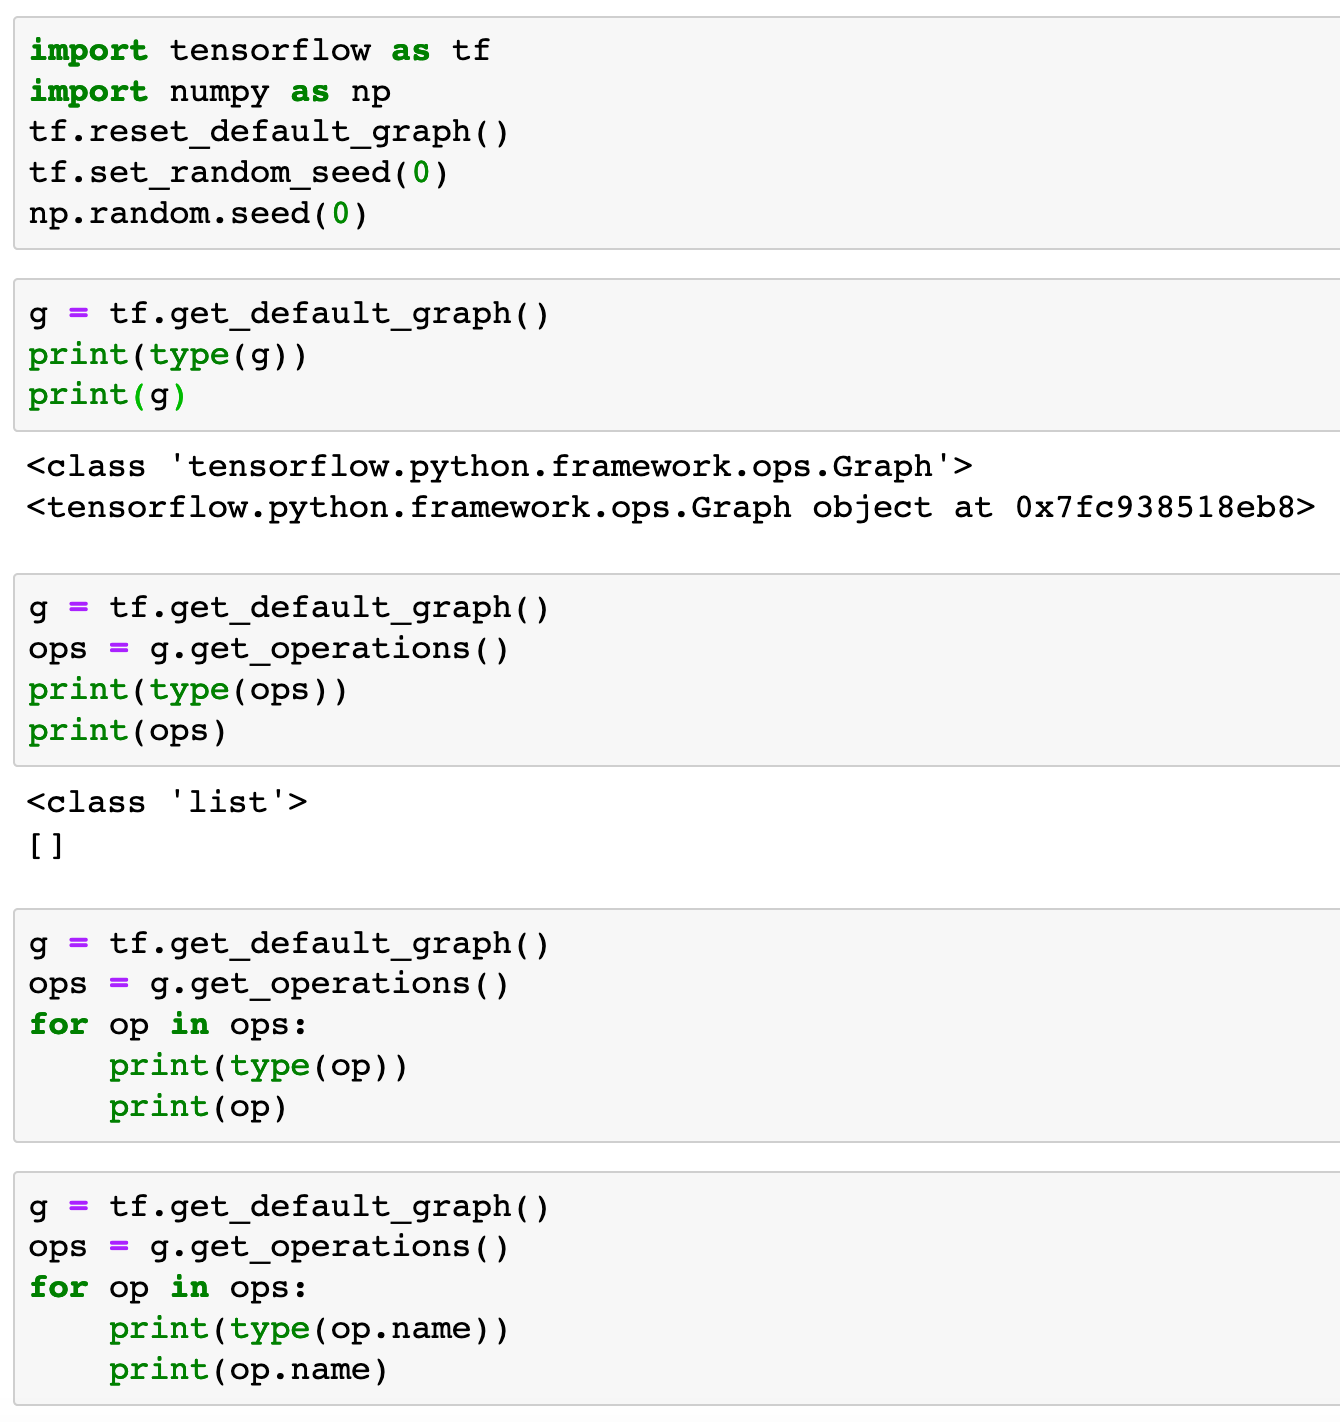 import tensorflow as tf
import numpy as np
tf.reset_default_graph()
tf.set_random_seed(0)
np.random.seed(0)
g = tf.get_default_graph()
print(type(g))
print(g)
<class 'tensorflow.python.framework.ops.Graph'>
<tensorflow.python.framework.ops.Graph object at 0x7fc938518eb8>
g = tf.get_default_graph()
ops = g.get_operations()
print(type(ops))
print(ops)
<class 'list'>
[]
g = tf.get_default_graph()
ops = g.get_operations()
for op in ops:
    print(type(op))
    print(op)
g = tf.get_default_graph()
ops = g.get_operations()
for op in ops:
    print(type(op.name))
    print(op.name)